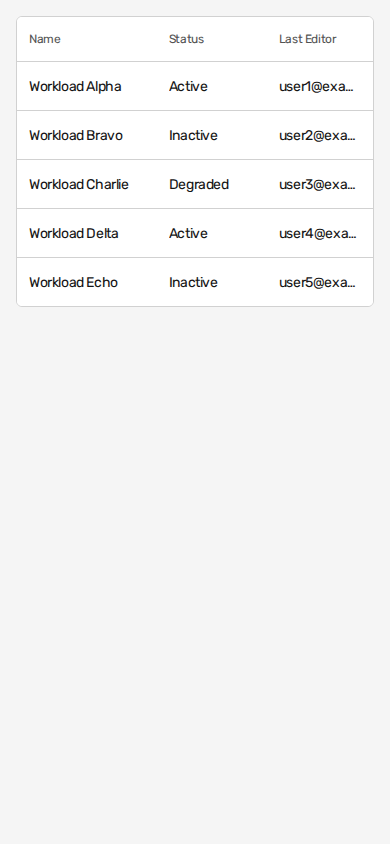 Name Status Last Editor
Workload Alpha Active user1@exa...
Workload Bravo Inactive user2@exa...
Workload Charlie Degraded user3@exa...
Workload Delta Active user4@exa...
Workload Echo Inactive user5@exa...